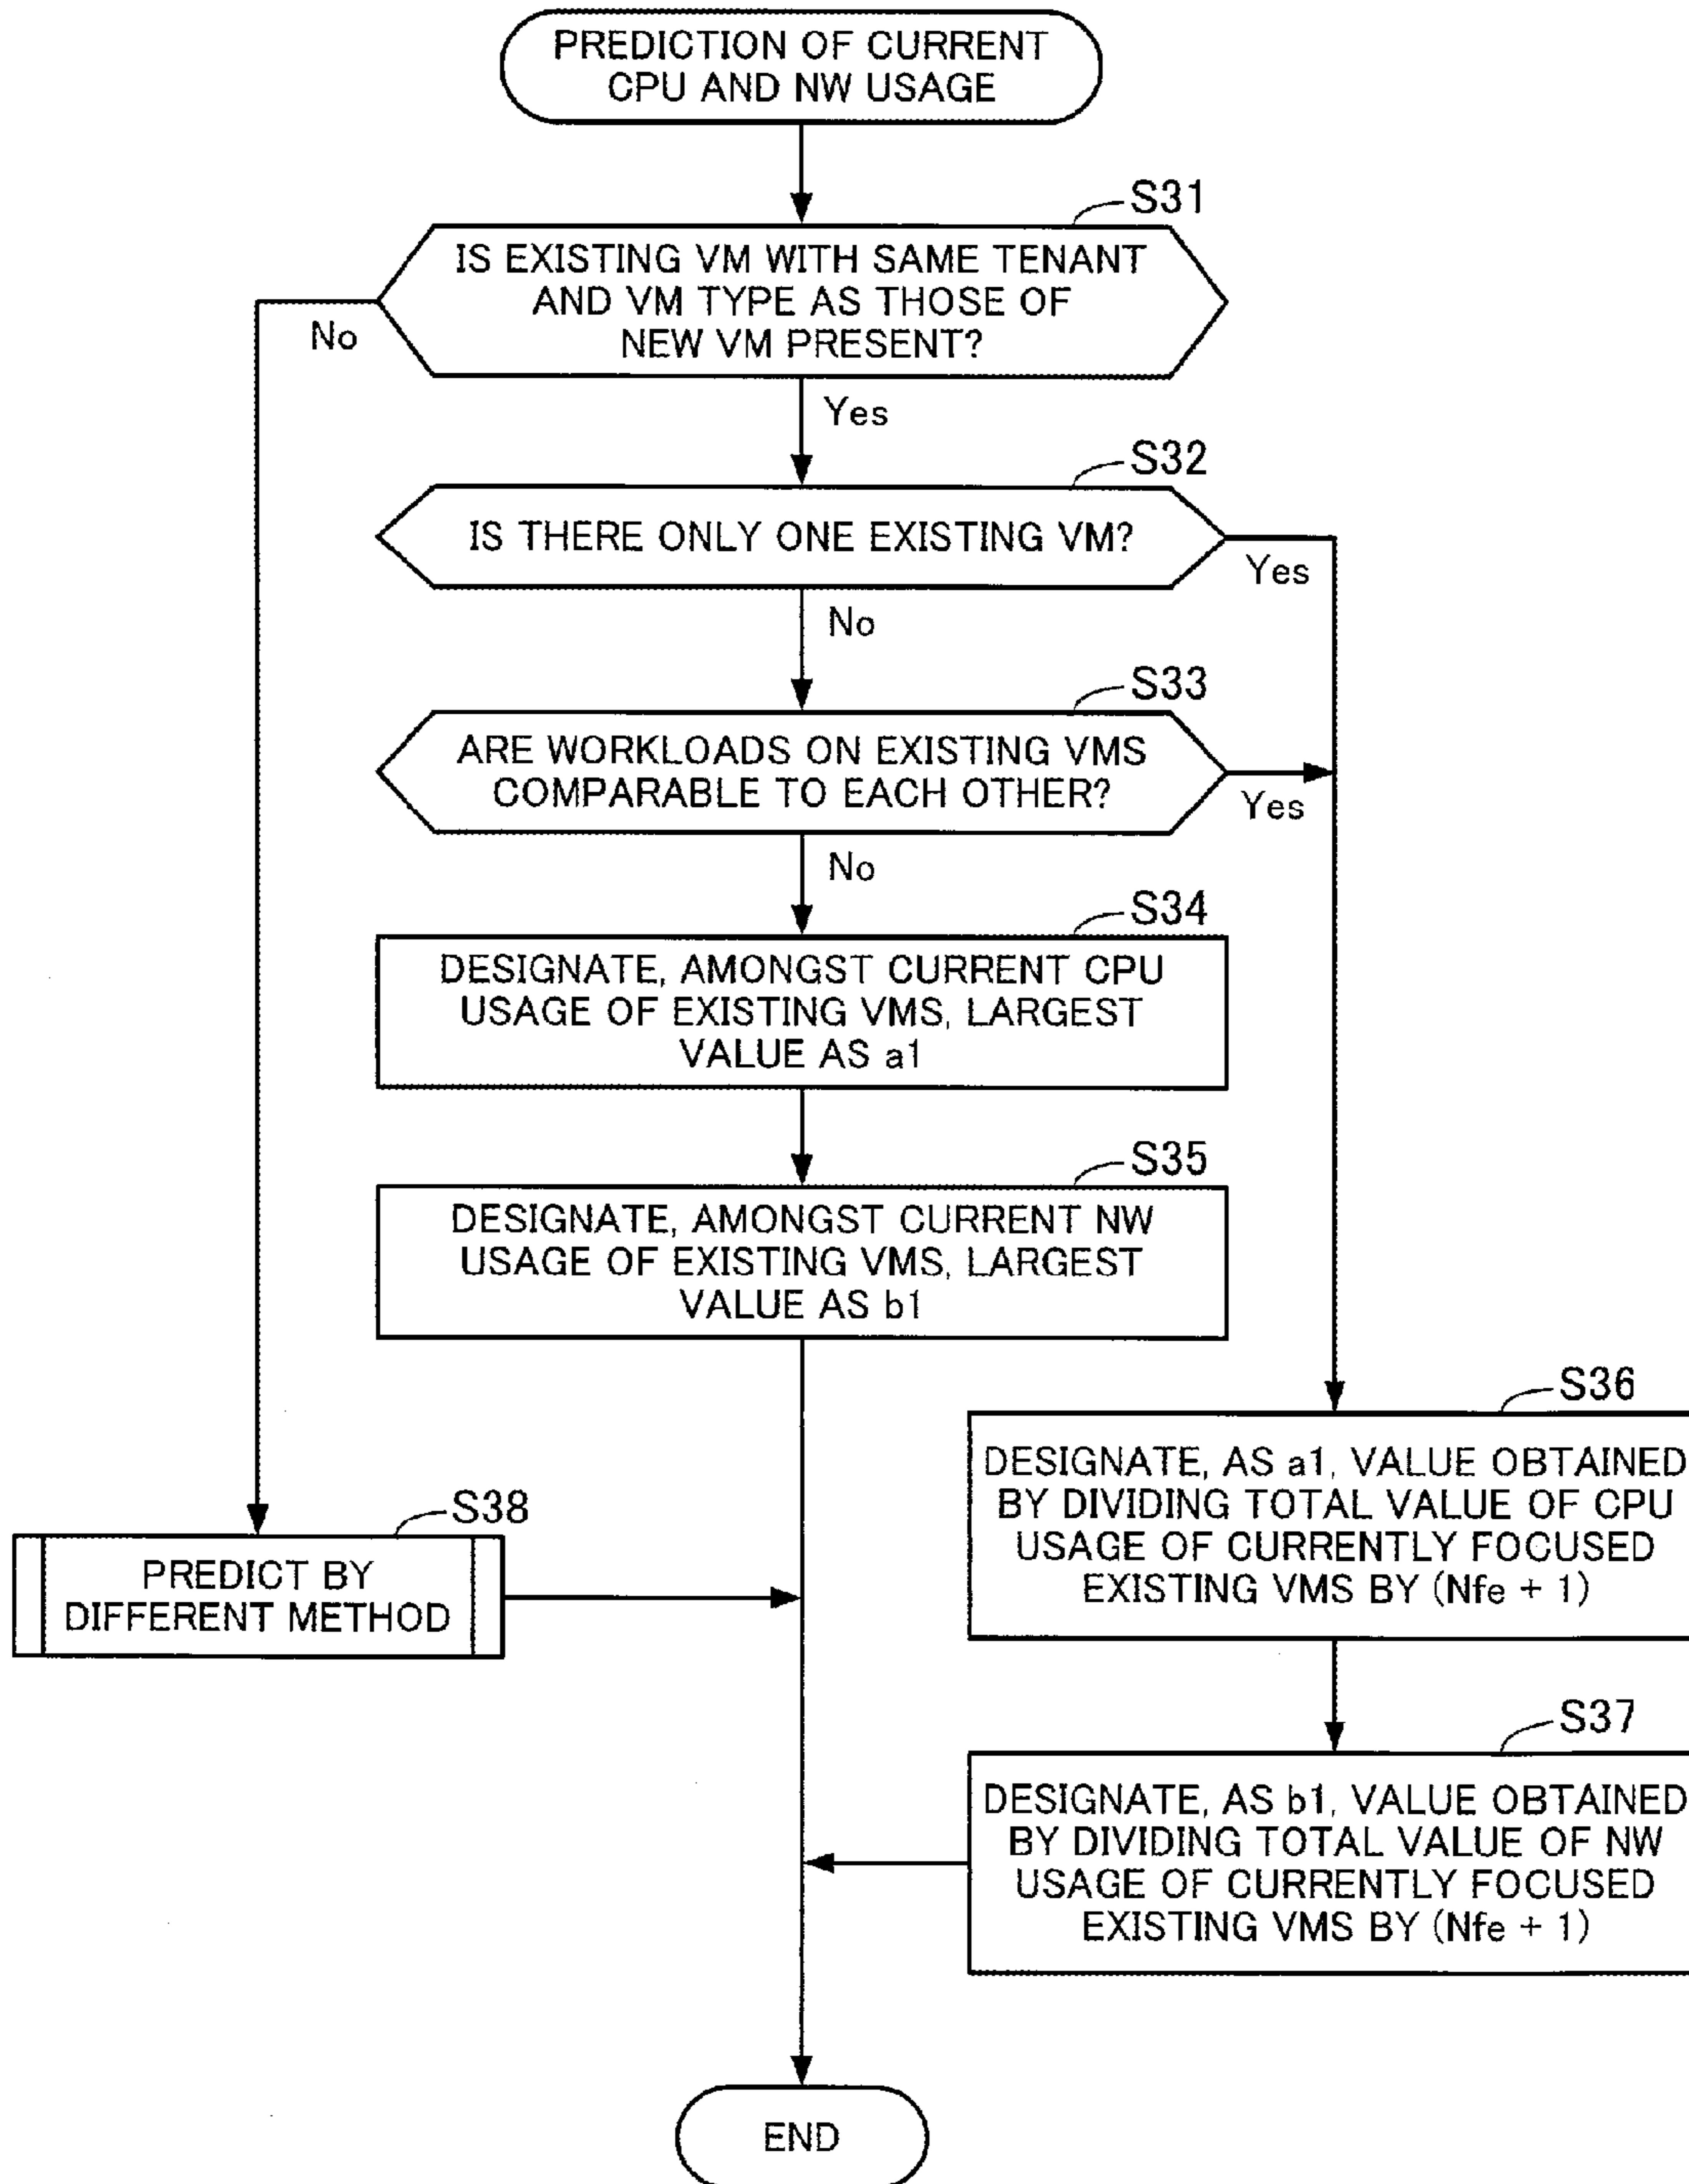 PREDICTION OF CURRENT
CPU AND NW USAGE
S31
IS EXISTING VM WITH SAME TENANT
AND VM TYPE AS THOSE OF
NEW VM PRESENT?
No
Yes
S32
IS THERE ONLY ONE EXISTING VM?
Yes
No
S33
ARE WORKLOADS ON EXISTING VMS
COMPARABLE TO EACH OTHER?
Yes
No
S34
DESIGNATE, AMONGST CURRENT CPU
USAGE OF EXISTING VMS, LARGEST
VALUE AS a1
S35
DESIGNATE, AMONGST CURRENT NW
USAGE OF EXISTING VMS, LARGEST
VALUE AS b1
S36
DESIGNATE, AS a1, VALUE OBTAINED
BY DIVIDING TOTAL VALUE OF CPU
USAGE OF CURRENTLY FOCUSED
EXISTING VMS BY (Nfe + 1)
S38
PREDICT BY
DIFFERENT METHOD
S37
DESIGNATE, AS b1, VALUE OBTAINED
BY DIVIDING TOTAL VALUE OF NW
USAGE OF CURRENTLY FOCUSED
EXISTING VMS BY (Nfe + 1)
END